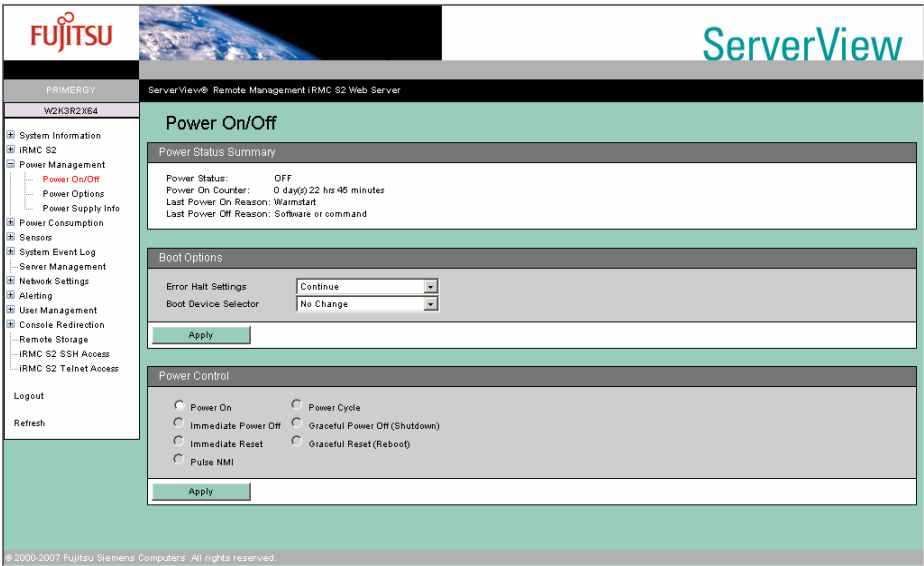 FUJITSU
ServerView
PRIMERGY
ServerView® Remote Management iRMC S2 Web Server
W2K3R2X64
System Information
iRMC S2
Power Management
Power On/Off
Power Options
Power Supply Info
Power Consumption
Sensors
System Event Log
Server Management
Network Settings
Alerting
User Management
Console Redirection
Remote Storage
iRMC S2 SSH Access
iRMC S2 Telnet Access
Logout
Refresh
Power On/Off
Power Status Summary
Power Status: OFF
Power On Counter: 0 day(s) 22 hrs 45 minutes
Last Power On Reason: Warmstart
Last Power Off Reason: Software or command
Boot Options
Error Halt Settings Continue
Boot Device Selector No Change
Apply
Power Control
Power On Power Cycle
Immediate Power Off Graceful Power Off (Shutdown)
Immediate Reset Graceful Reset (Reboot)
Pulse NMI
Apply
© 2000-2007 Fujitsu Siemens Computers All rights reserved.